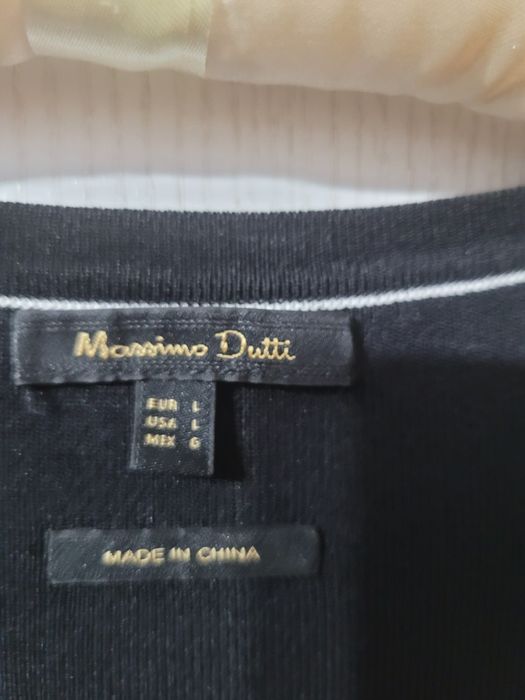 Massimo Dutti
EUR L
USA L
MEX G
MADE IN CHINA